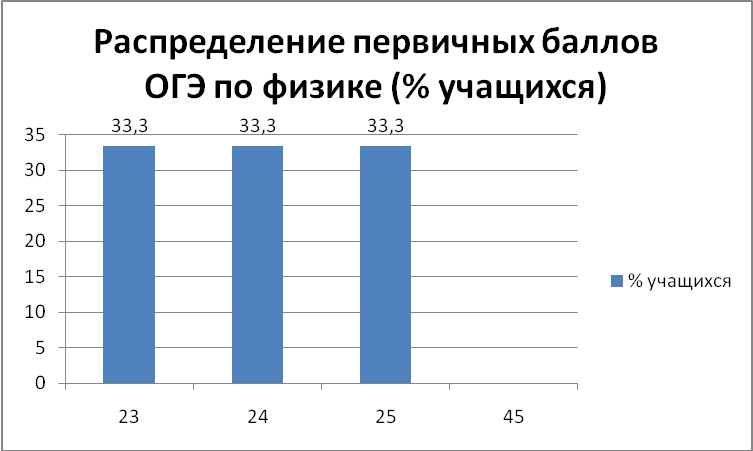 Распределение первичных баллов
ОГЭ по физике (% учащихся)
33,3 33,3 33,3
35
30
25
20
15
10
5
0
23 24 25 45
% учащихся